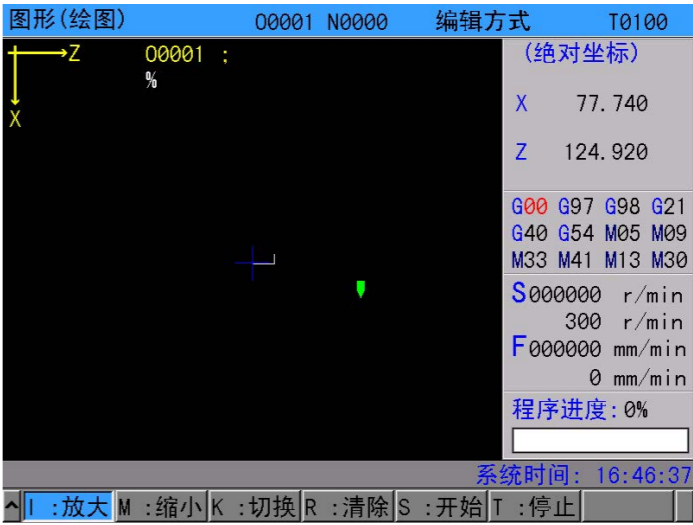 图形(绘图) O0001 N0000 编辑方式 T0100
Z O0001 ;
%
X
(绝对坐标)
X 77.740
Z 124.920
G00 G97 G98 G21
G40 G54 M05 M09
M33 M41 M13 M30
S000000 r/min
300 r/min
F000000 mm/min
0 mm/min
程序进度:0%
系统时间: 16:46:37
^ I :放大 M :缩小 K :切换 R :清除 S :开始 T :停止